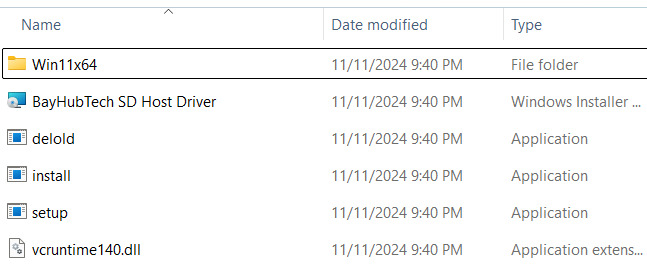 Name Date modified Type
Win11x64 11/11/2024 9:40 PM File folder
BayHubTech SD Host Driver 11/11/2024 9:40 PM Windows Installer ...
delold 11/11/2024 9:40 PM Application
install 11/11/2024 9:40 PM Application
setup 11/11/2024 9:40 PM Application
vcruntime140.dll 11/11/2024 9:40 PM Application extens...